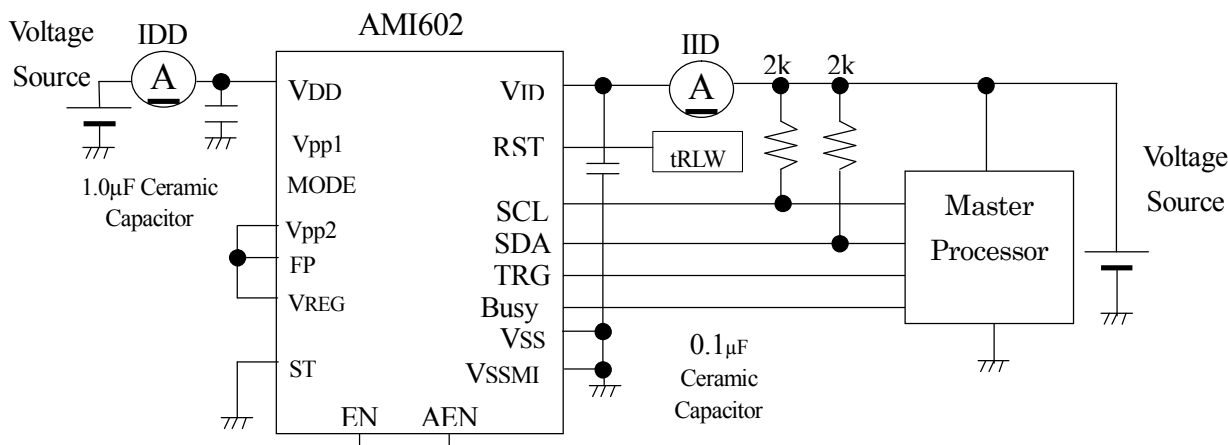 AMI602
Voltage
Source
IDD
A
VDD
Vpp1
MODE
1.0μF Ceramic
Capacitor
Vpp2
FP
VREG
ST
EN
AEN
VID
RST
SCL
SDA
TRG
Busy
VSS
VSSMI
IID
A
2k
2k
tRLW
0.1μF
Ceramic
Capacitor
Master
Processor
Voltage
Source